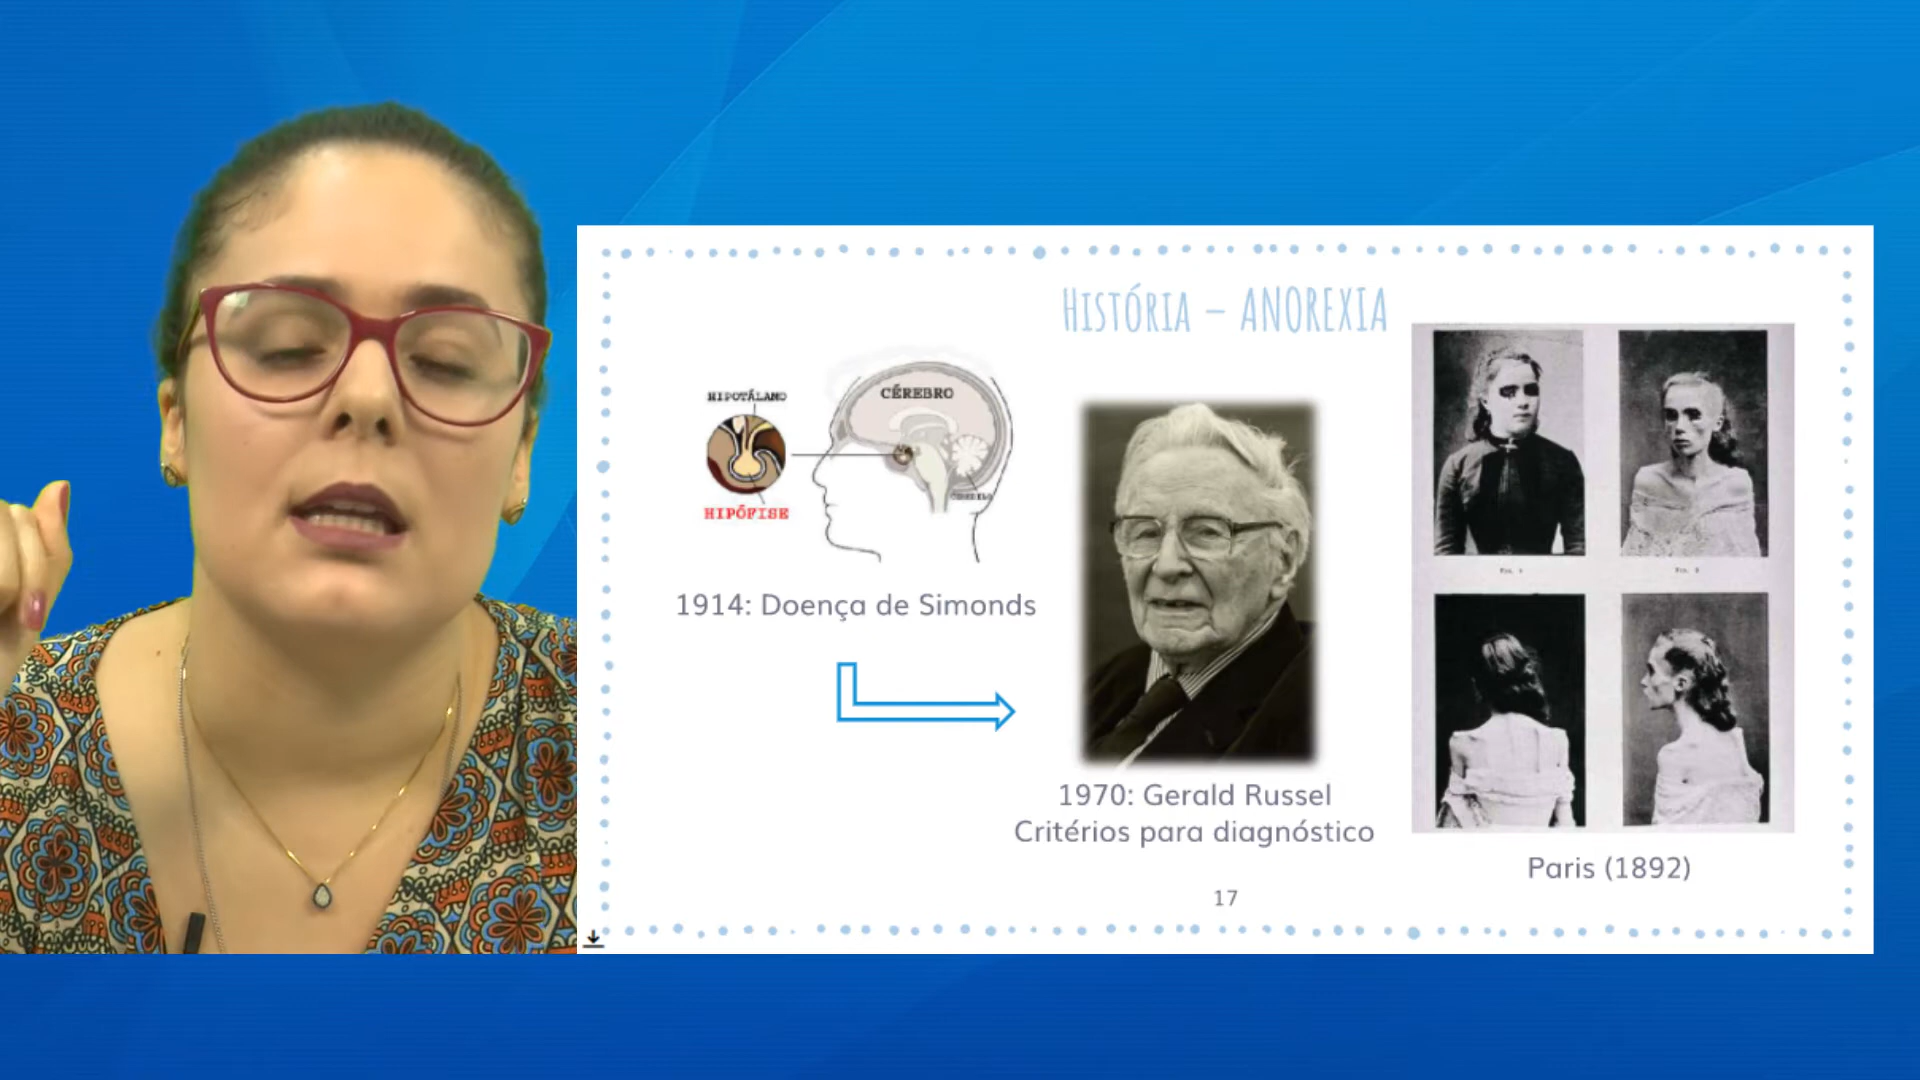 História – ANOREXIA
HIPOTÁLAMO
CÉREBRO
HIPÓFISE
1914: Doença de Simonds
1970: Gerald Russel
Critérios para diagnóstico
Paris (1892)
17